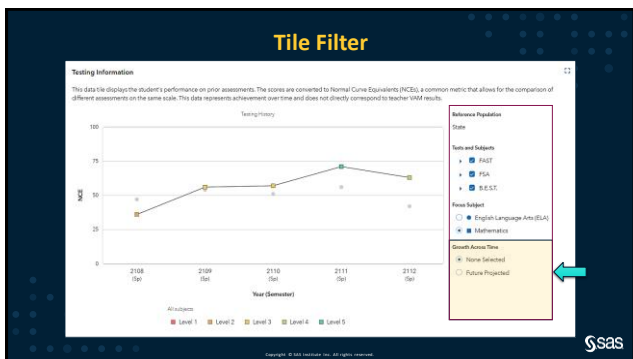 Tile Filter
Testing Information
This data tile displays the student's performance on prior assessments. The scores are converted to Normal Curve Equivalents (NCEs), a common metric that allows for the comparison of
different assessments on the same scale. This data represents achievement over time and does not directly correspond to teacher VAM results.
Testing History
100
75
50
25
0
NCE
2108
(Sp)
2109
(Sp)
2110
(Sp)
2111
(Sp)
2112
(Sp)
Year (Semester)
All subjects
Level 1 Level 2 Level 3 Level 4 Level 5
Reference Population
State
Tests and Subjects
FAST
FSA
B.E.S.T.
Focus Subject
English Language Arts (ELA)
Mathematics
Growth Across Time
None Selected
Future Projected
Copyright © SAS Institute Inc. All rights reserved.
sas